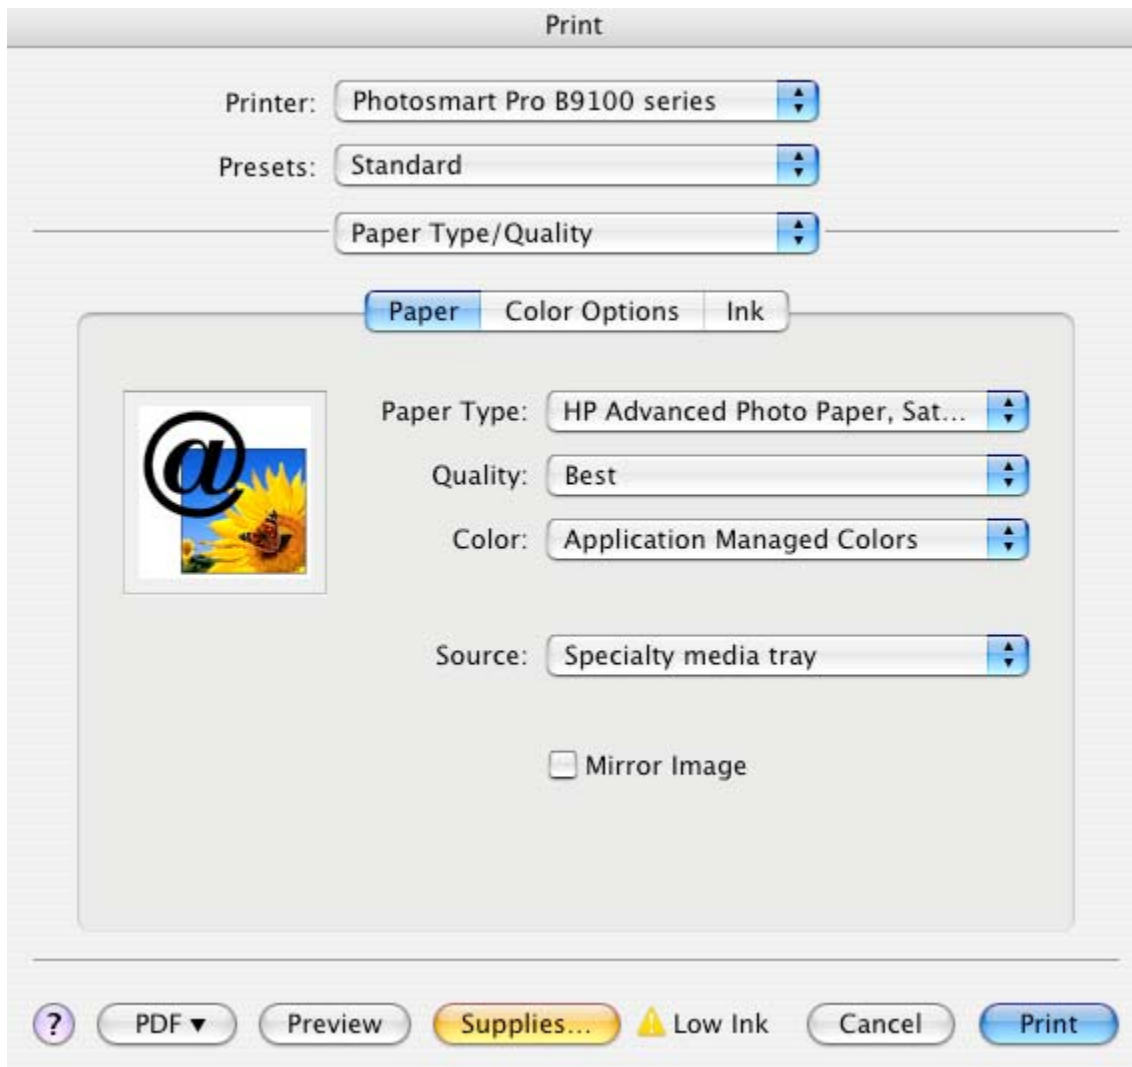 Print
Printer: Photosmart Pro B9100 series
Presets: Standard
Paper Type/Quality
Paper Color Options Ink
@
Paper Type: HP Advanced Photo Paper, Sat...
Quality: Best
Color: Application Managed Colors
Source: Specialty media tray
Mirror Image
? PDF ▼ Preview Supplies... Low Ink Cancel Print